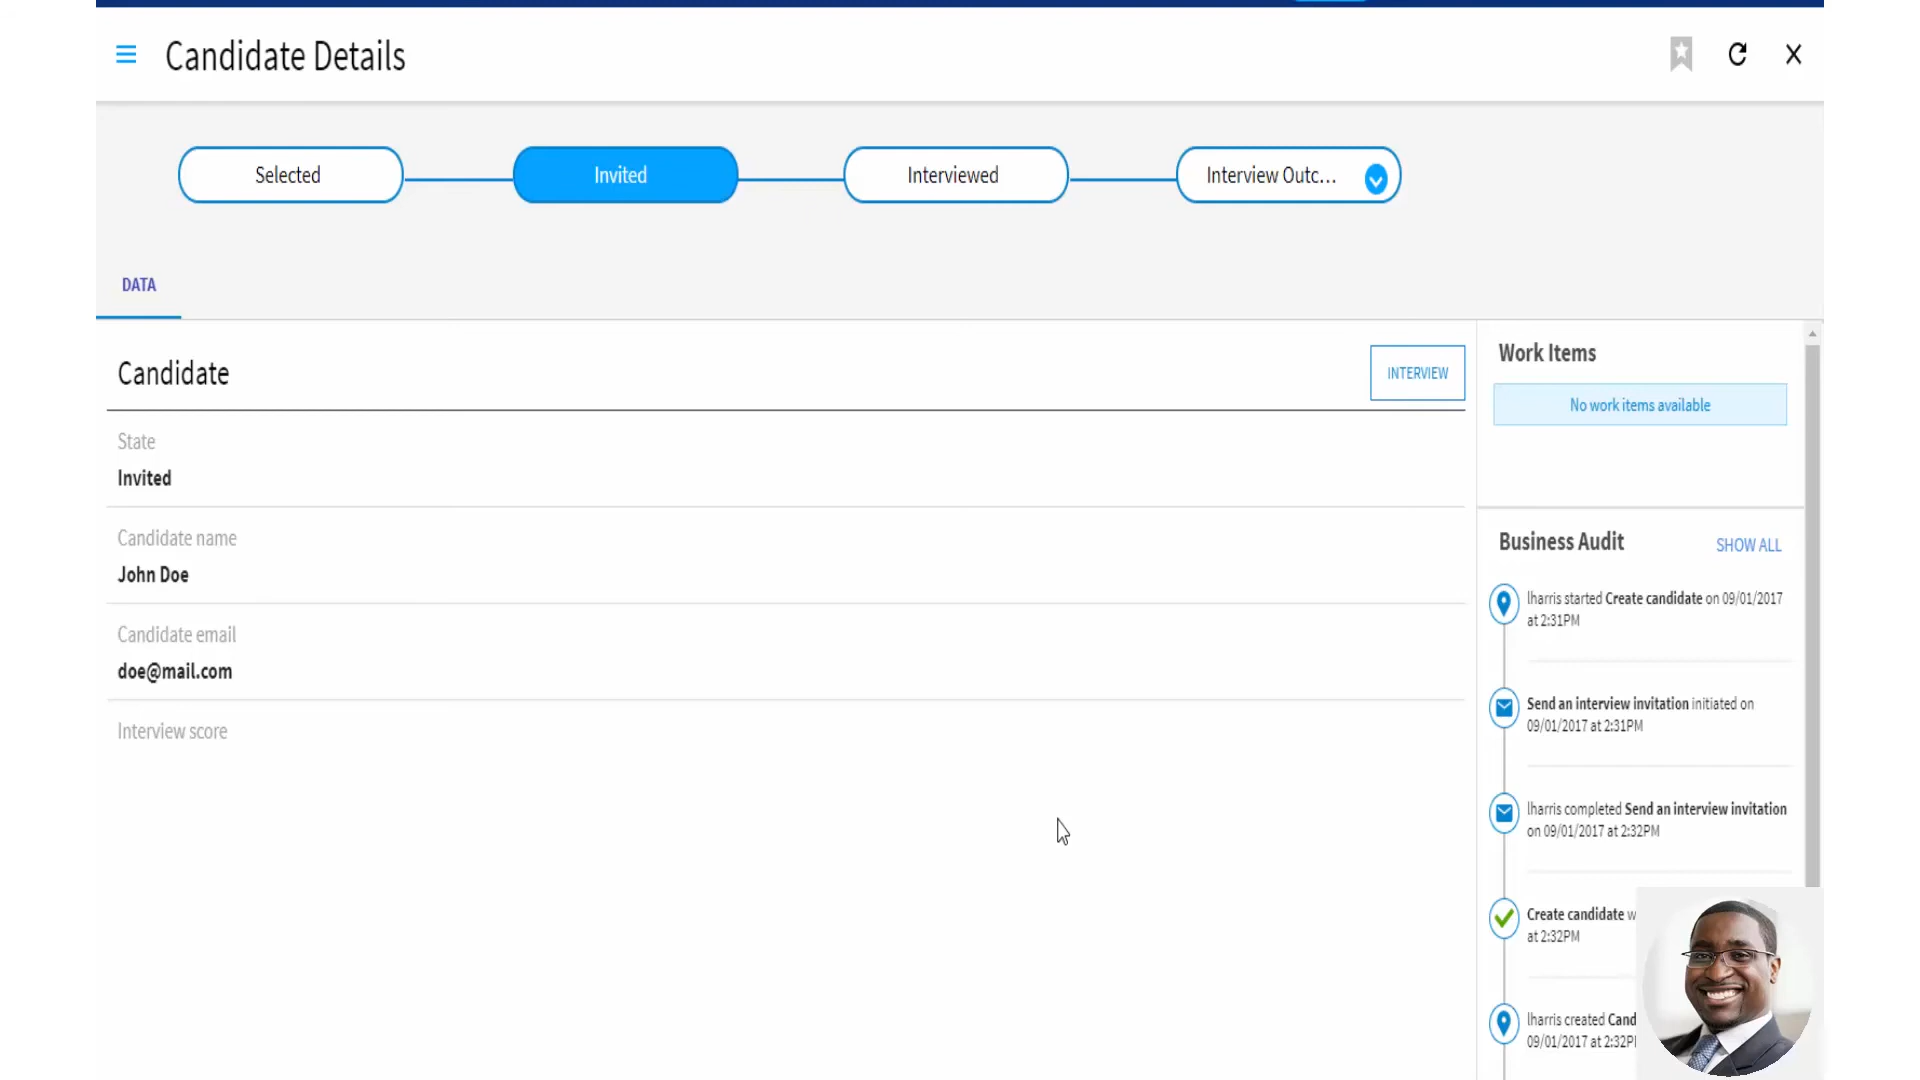 Candidate Details
Selected
Invited
Interviewed
Interview Outc...
DATA
Candidate
INTERVIEW
State
Invited
Candidate name
John Doe
Candidate email
doe@mail.com
Interview score
Work Items
No work items available
Business Audit
SHOW ALL
lharris started Create candidate on 09/01/2017
at 2:31PM
Send an interview invitation initiated on
09/01/2017 at 2:31PM
lharris completed Send an interview invitation
on 09/01/2017 at 2:32PM
Create candidate w
at 2:32PM
lharris created Cand
09/01/2017 at 2:32P